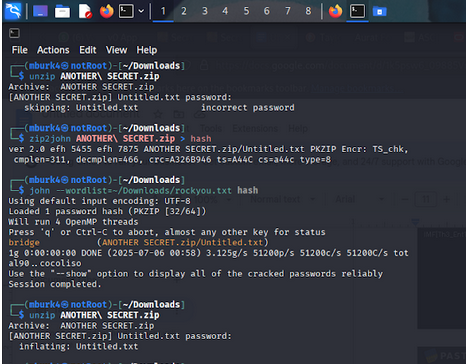 1 2 3 4 5 6 7 8
File Actions Edit View Help
┌──(mburk4㉿notRoot)-[~/Downloads]
└─$ unzip ANOTHER\ SECRET.zip
Archive:  ANOTHER SECRET.zip
[ANOTHER SECRET.zip] Untitled.txt password:
   skipping: Untitled.txt            incorrect password
┌──(mburk4㉿notRoot)-[~/Downloads]
└─$ zip2john ANOTHER\ SECRET.zip > hash
ver 2.0 efh 5455 efh 7875 ANOTHER SECRET.zip/Untitled.txt PKZIP Encr: TS_chk,
 cmplen=311, decmplen=466, crc=A326B946 ts=A44C cs=a44c type=8
┌──(mburk4㉿notRoot)-[~/Downloads]
└─$ john --wordlist=~/Downloads/rockyou.txt hash
Using default input encoding: UTF-8
Loaded 1 password hash (PKZIP [32/64])
Will run 4 OpenMP threads
Press 'q' or Ctrl-C to abort, almost any other key for status
bridge           (ANOTHER SECRET.zip/Untitled.txt)
1g 0:00:00:00 DONE (2025-07-06 00:58) 3.125g/s 51200p/s 51200c/s 51200C/s tot
al90..cocoliso
Use the "--show" option to display all of the cracked passwords reliably
Session completed.
┌──(mburk4㉿notRoot)-[~/Downloads]
└─$ unzip ANOTHER\ SECRET.zip
Archive:  ANOTHER SECRET.zip
[ANOTHER SECRET.zip] Untitled.txt password:
  inflating: Untitled.txt